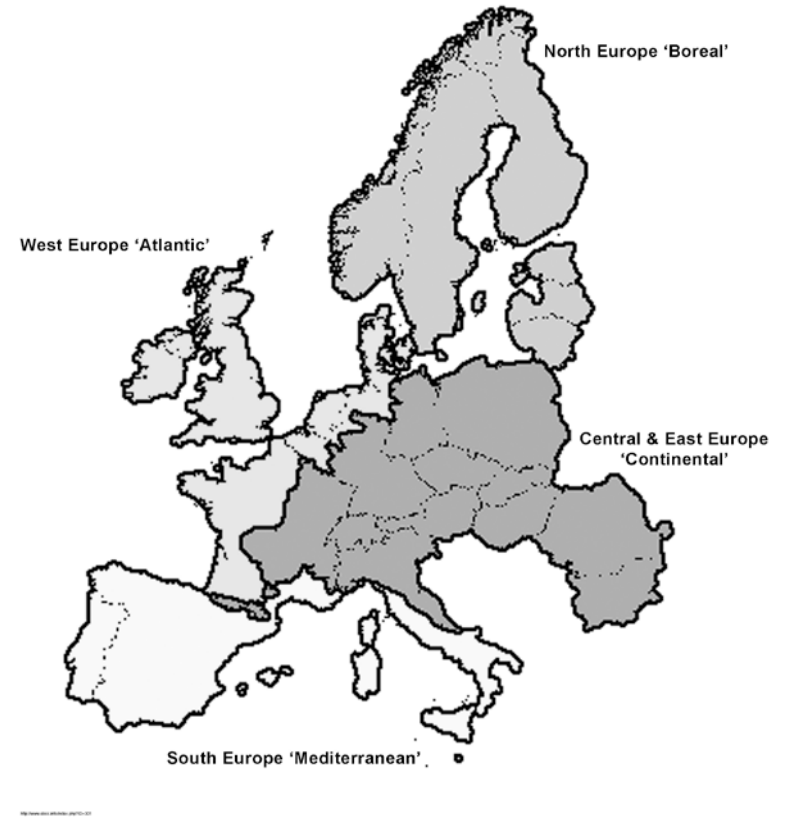 North Europe ‘Boreal’
West Europe ‘Atlantic’
Central & East Europe
‘Continental’
South Europe ‘Mediterranean’